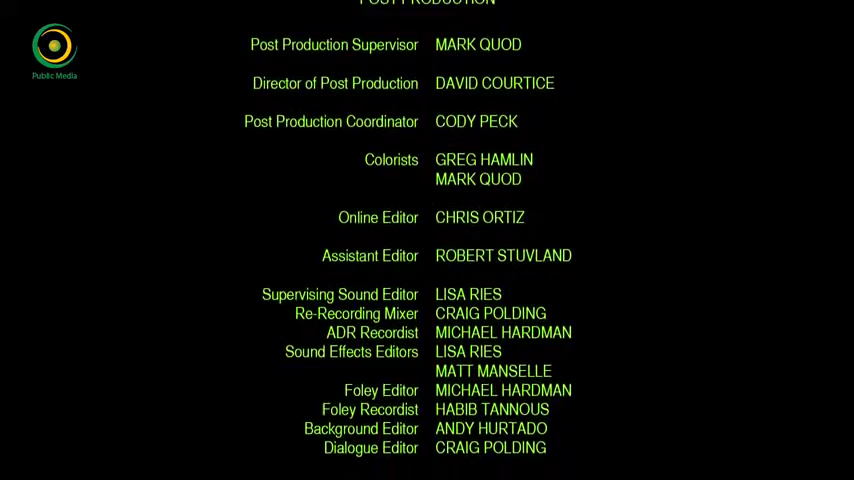 POST PRODUCTION
Public Media
Post Production Supervisor MARK QUOD
Director of Post Production DAVID COURTICE
Post Production Coordinator CODY PECK
Colorists GREG HAMLIN
MARK QUOD
Online Editor CHRIS ORTIZ
Assistant Editor ROBERT STUVLAND
Supervising Sound Editor LISA RIES
Re-Recording Mixer CRAIG POLDING
ADR Recordist MICHAEL HARDMAN
Sound Effects Editors LISA RIES
MATT MANSELLE
Foley Editor MICHAEL HARDMAN
Foley Recordist HABIB TANNOUS
Background Editor ANDY HURTADO
Dialogue Editor CRAIG POLDING